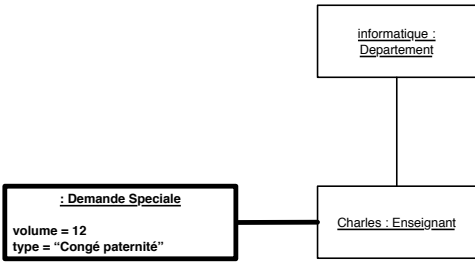 informatique :
Departement
: Demande Speciale
volume = 12
type = “Congé paternité”
Charles : Enseignant